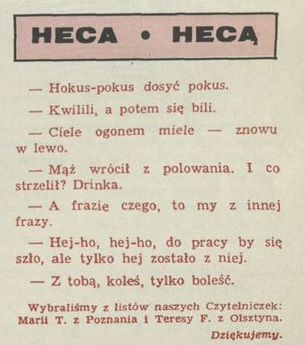 HECA • HECĄ
— Hokus-pokus dosyć pokus.
— Kwilili, a potem się bili.
— Ciele ogonem miele — znowu
w lewo.
— Mąż wrócił z polowania. I co
strzelił? Drinka.
— A frazie czego, to my z innej
frazy.
— Hej-ho, hej-ho, do pracy by się
szło, ale tylko hej zostało z niej.
— Z tobą, koleś, tylko boleść.
Wybraliśmy z listów naszych Czytelniczek:
Marii T. z Poznania i Teresy F. z Olsztyna.
Dziękujemy.